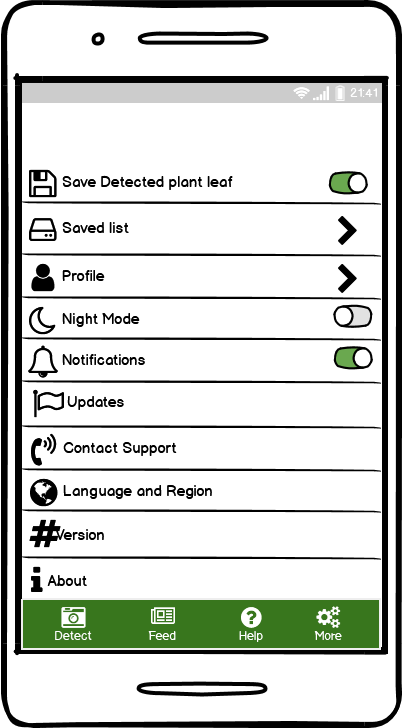 21:41
Save Detected plant leaf
Saved list
Profile
Night Mode
Notifications
Updates
Contact Support
Language and Region
Version
About
Detect Feed Help More